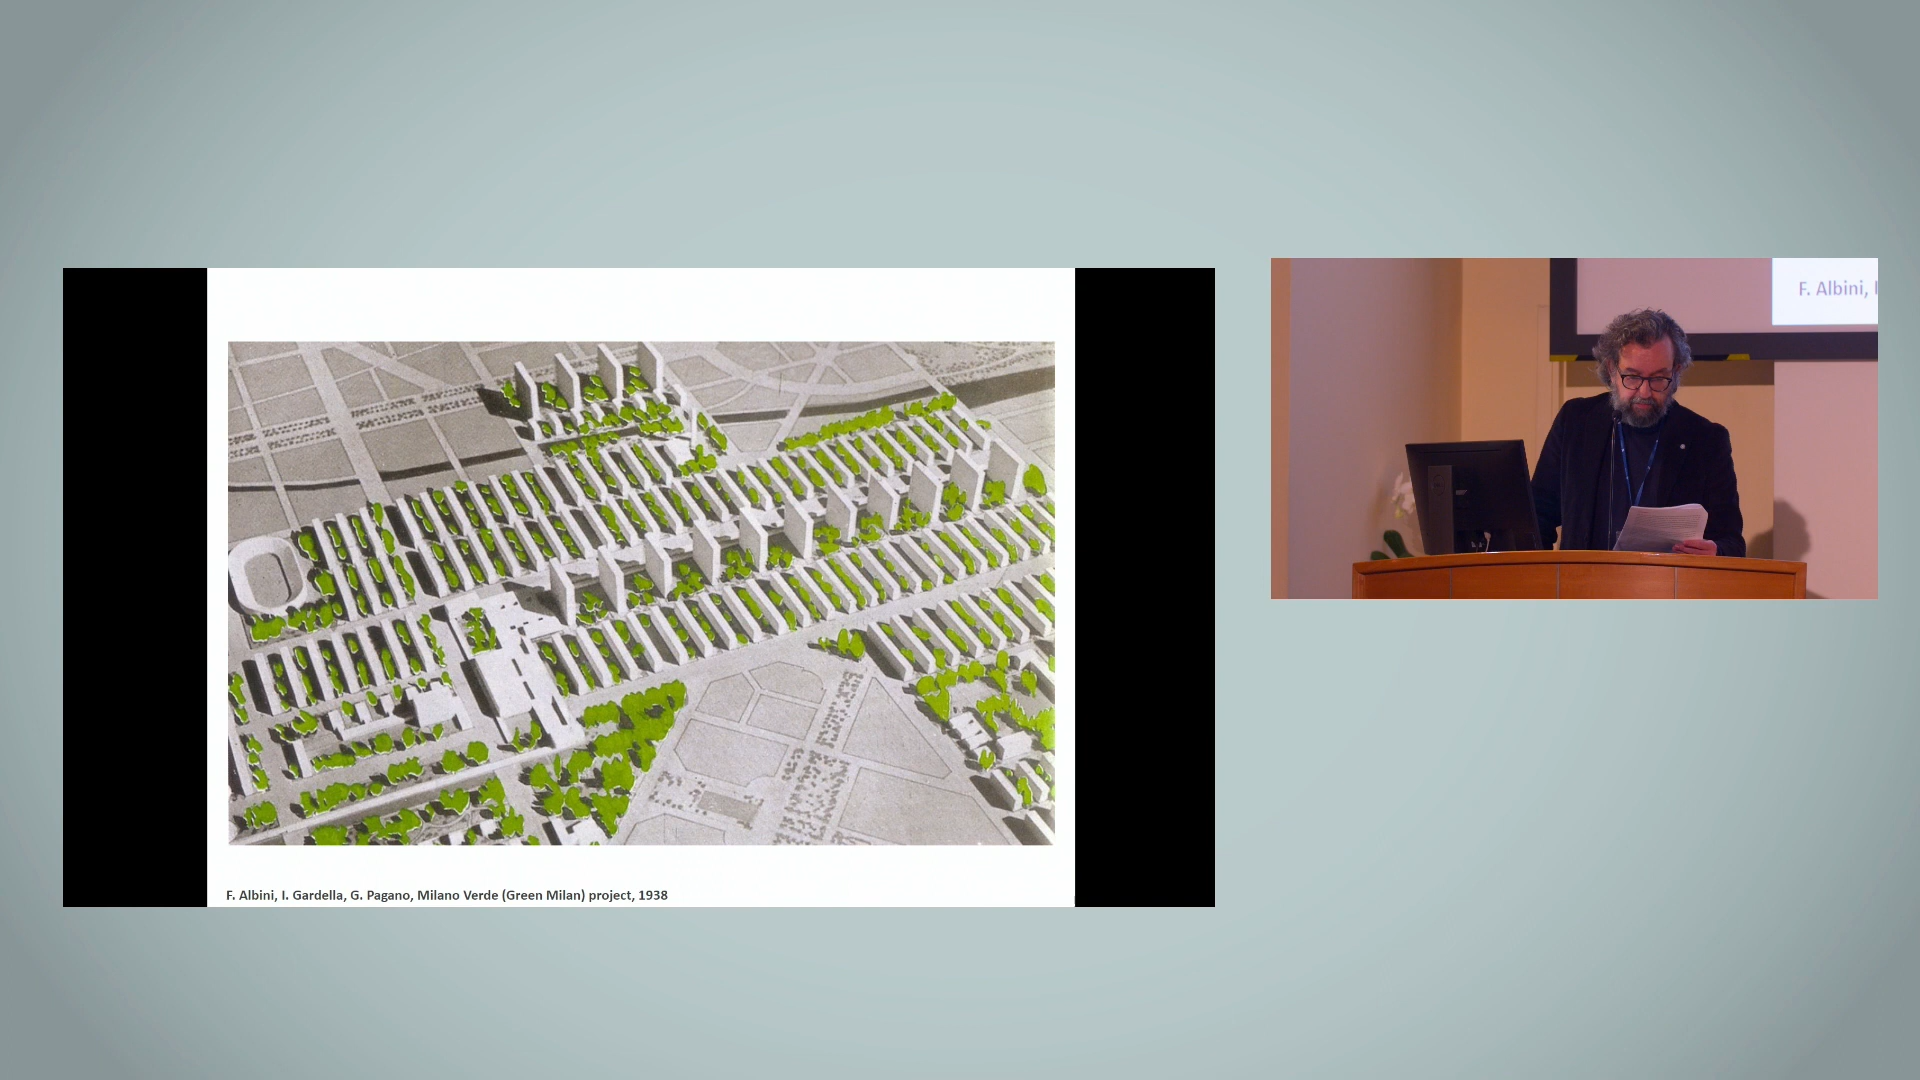 F. Albini, I. Gardella, G. Pagano, Milano Verde (Green Milan) project, 1938
F. Albini,